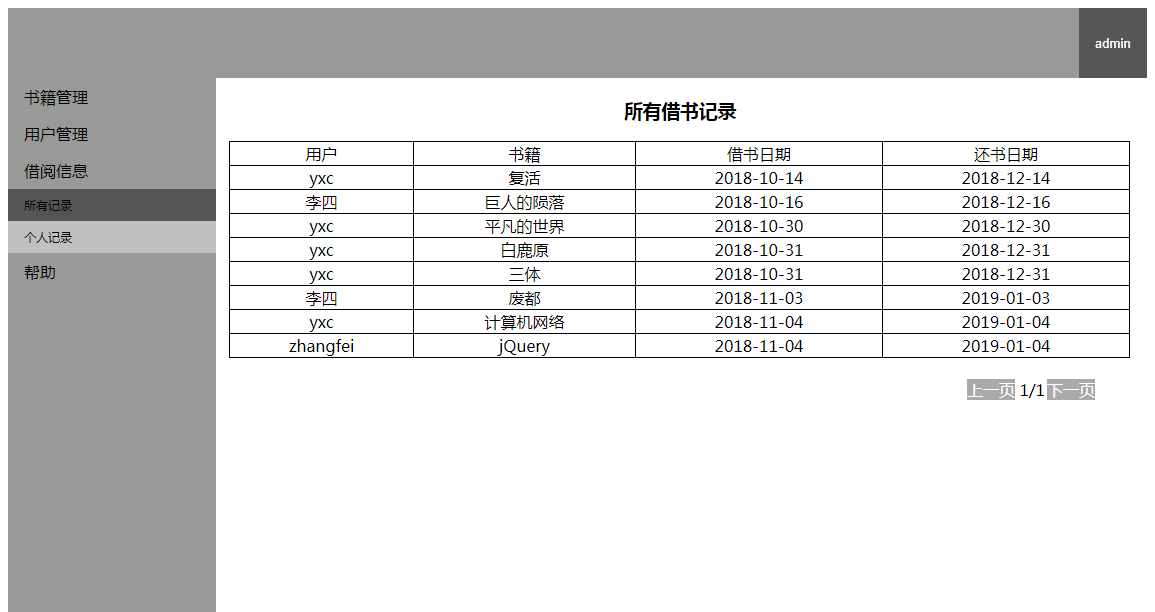 admin
书籍管理
用户管理
借阅信息
所有记录
个人记录
帮助
所有借书记录
用户 书籍 借书日期 还书日期
yxc 复活 2018-10-14 2018-12-14
李四 巨人的陨落 2018-10-16 2018-12-16
yxc 平凡的世界 2018-10-30 2018-12-30
yxc 白鹿原 2018-10-31 2018-12-31
yxc 三体 2018-10-31 2018-12-31
李四 废都 2018-11-03 2019-01-03
yxc 计算机网络 2018-11-04 2019-01-04
zhangfei jQuery 2018-11-04 2019-01-04
上一页 1/1 下一页